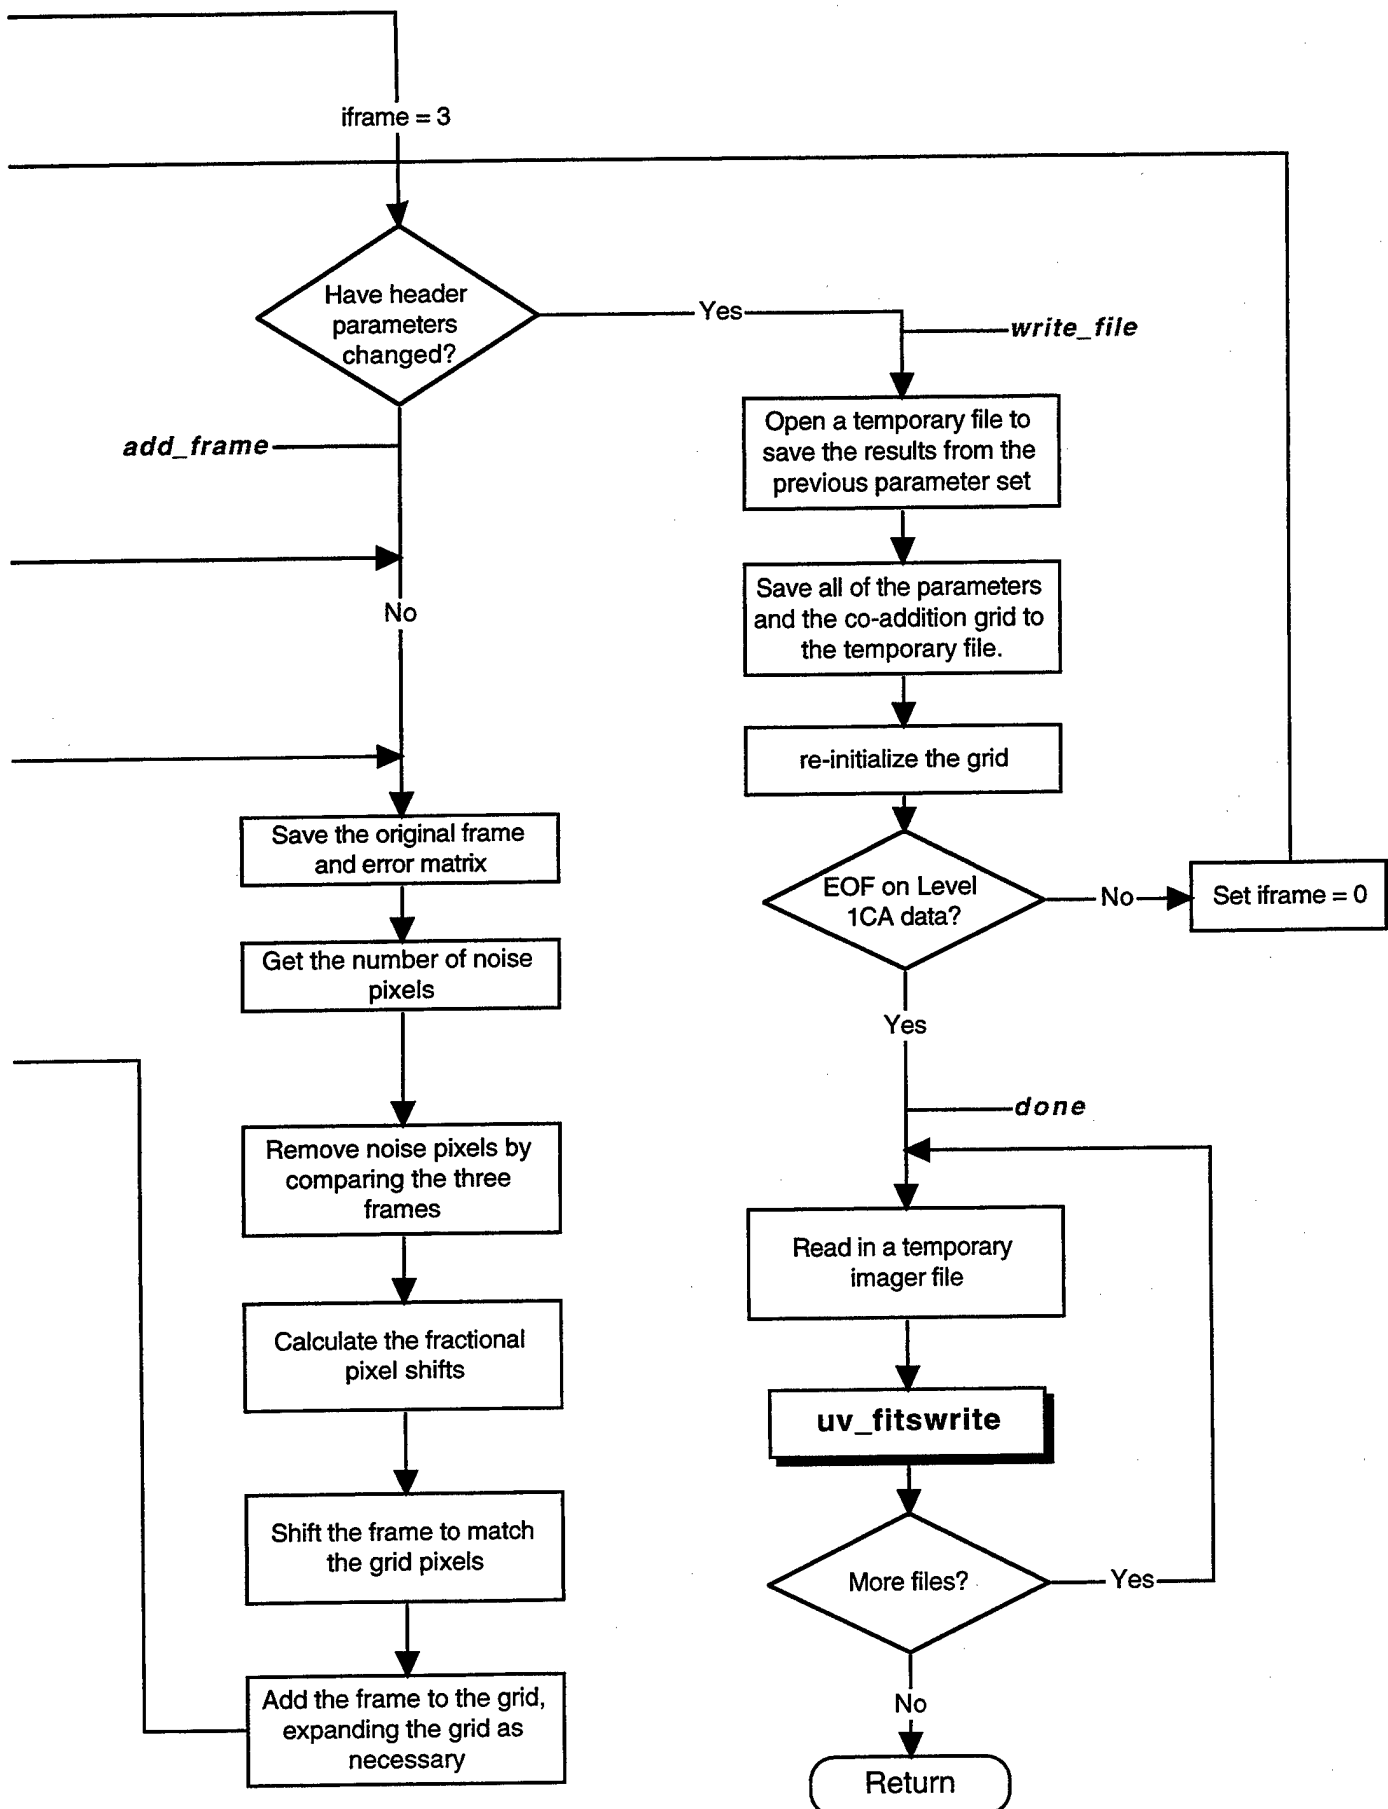 iframe = 3
Have header
parameters
changed?
Yes
write_file
add_frame
No
Open a temporary file to
save the results from the
previous parameter set
Save all of the parameters
and the co-addition grid to
the temporary file.
re-initialize the grid
EOF on Level
1CA data?
No
Set iframe = 0
Yes
done
Save the original frame
and error matrix
Get the number of noise
pixels
Remove noise pixels by
comparing the three
frames
Calculate the fractional
pixel shifts
Shift the frame to match
the grid pixels
Add the frame to the grid,
expanding the grid as
necessary
Read in a temporary
imager file
uv_fitswrite
More files?
Yes
No
Return